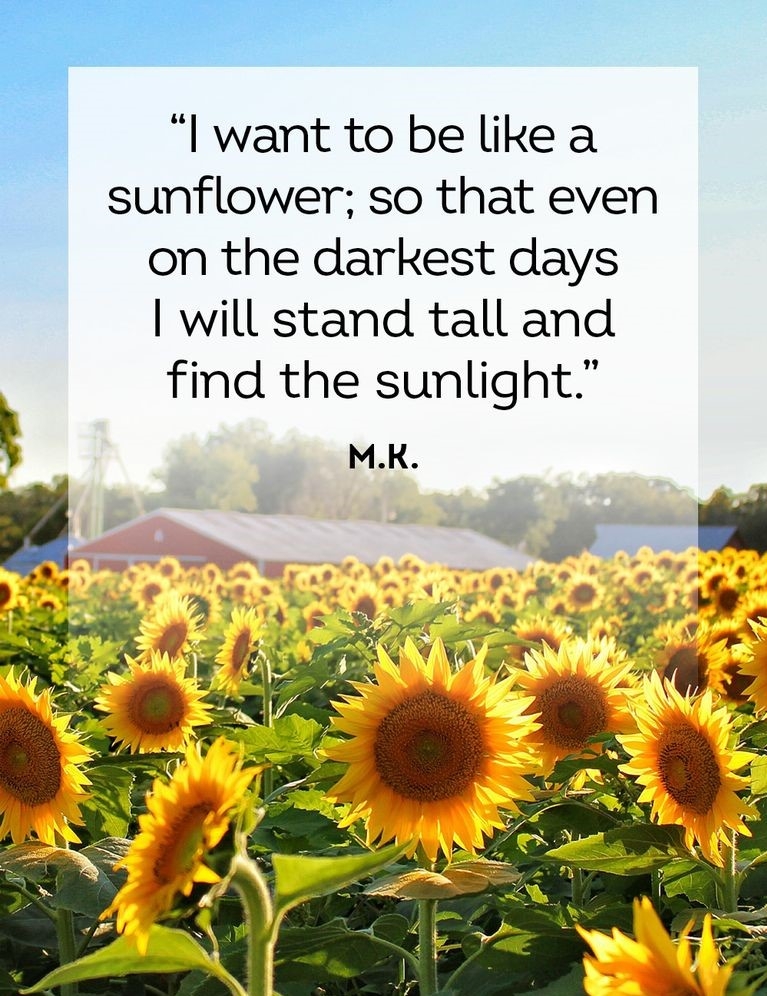 “I want to be like a
sunflower; so that even
on the darkest days
I will stand tall and
find the sunlight.”
M.K.